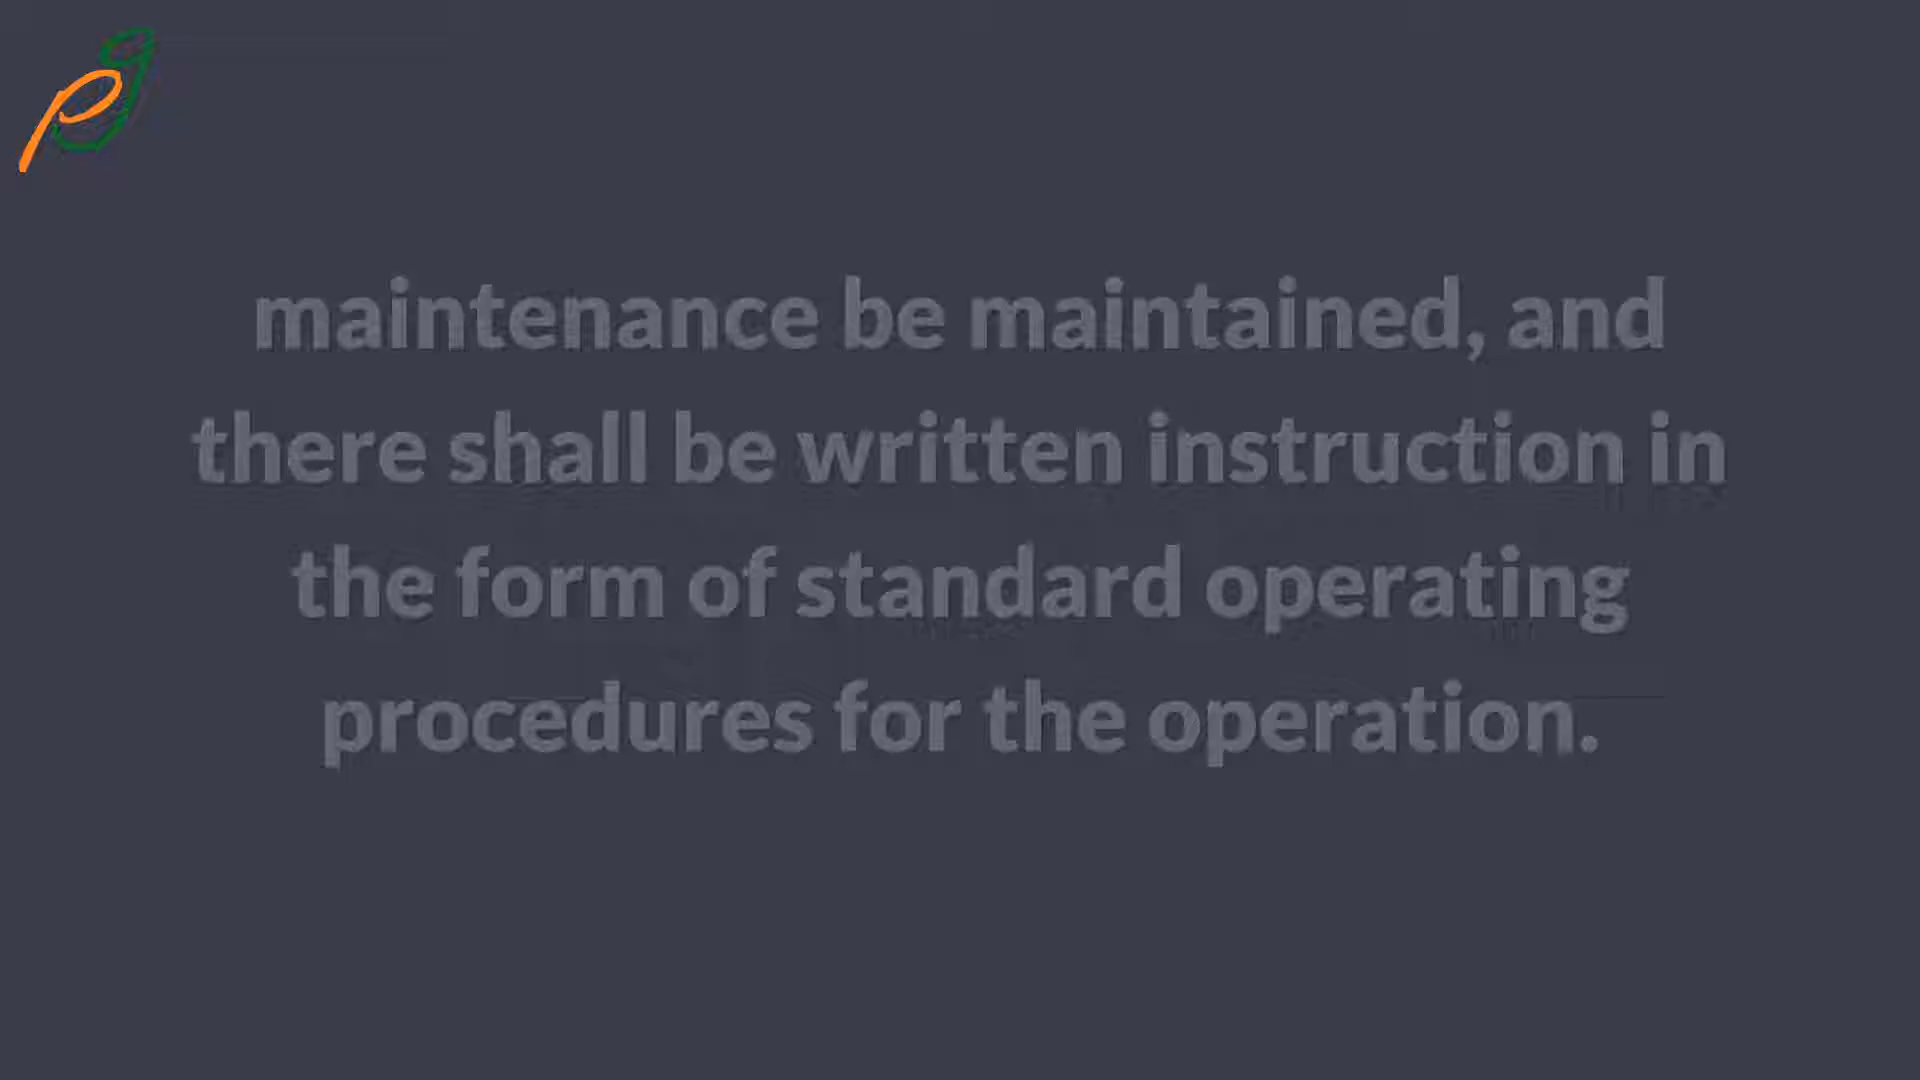 maintenance be maintained, and
there shall be written instruction in
the form of standard operating
procedures for the operation.